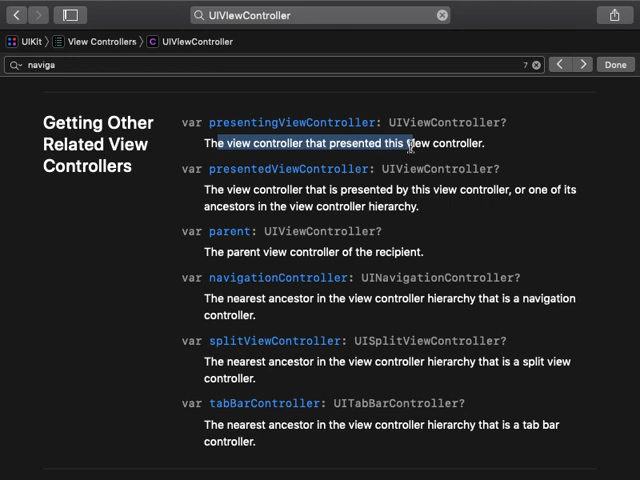 UIViewController
UIKit 〉 View Controllers 〉 C UIViewController
naviga
7
Done
Getting Other
Related View
Controllers
var presentingViewController: UIViewController?
The view controller that presented this view controller.
var presentedViewController: UIViewController?
The view controller that is presented by this view controller, or one of its
ancestors in the view controller hierarchy.
var parent: UIViewController?
The parent view controller of the recipient.
var navigationController: UINavigationController?
The nearest ancestor in the view controller hierarchy that is a navigation
controller.
var splitViewController: UISplitViewController?
The nearest ancestor in the view controller hierarchy that is a split view
controller.
var tabBarController: UITabBarController?
The nearest ancestor in the view controller hierarchy that is a tab bar
controller.